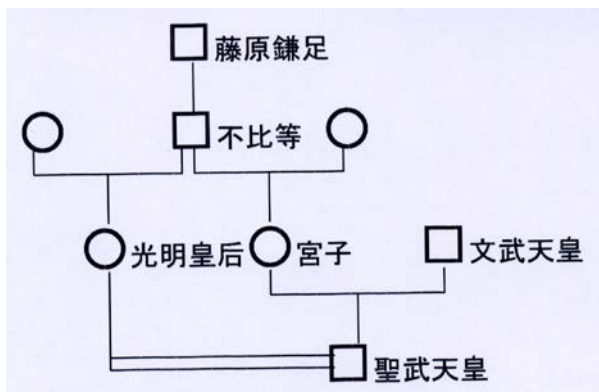 藤原鎌足
不比等
光明皇后
宮子
文武天皇
聖武天皇